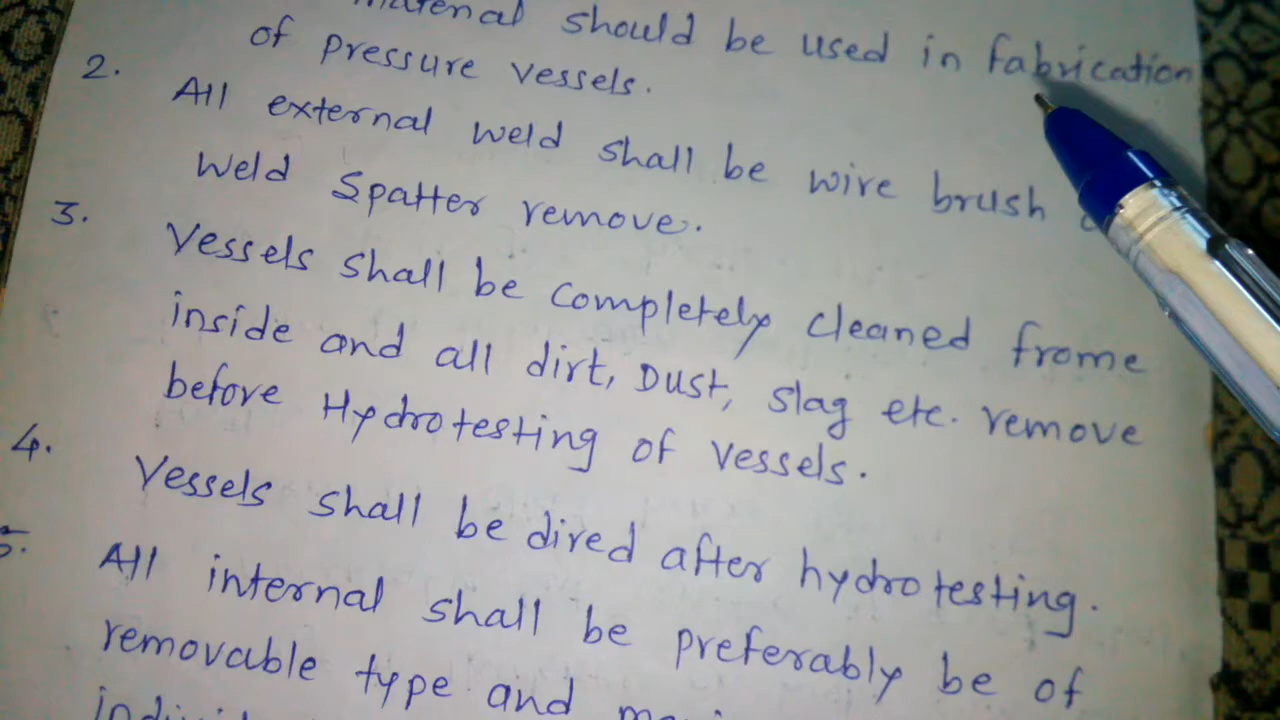 Material should be used in fabrication
of pressure vessels.
2. All external weld shall be wire brush
weld spatter remove.
3. Vessels shall be completely cleaned frome
inside and all dirt, Dust, slag etc. remove
before Hydrotesting of vessels.
4. Vessels shall be dired after hydrotesting.
5. All internal shall be preferably be of
removable type and